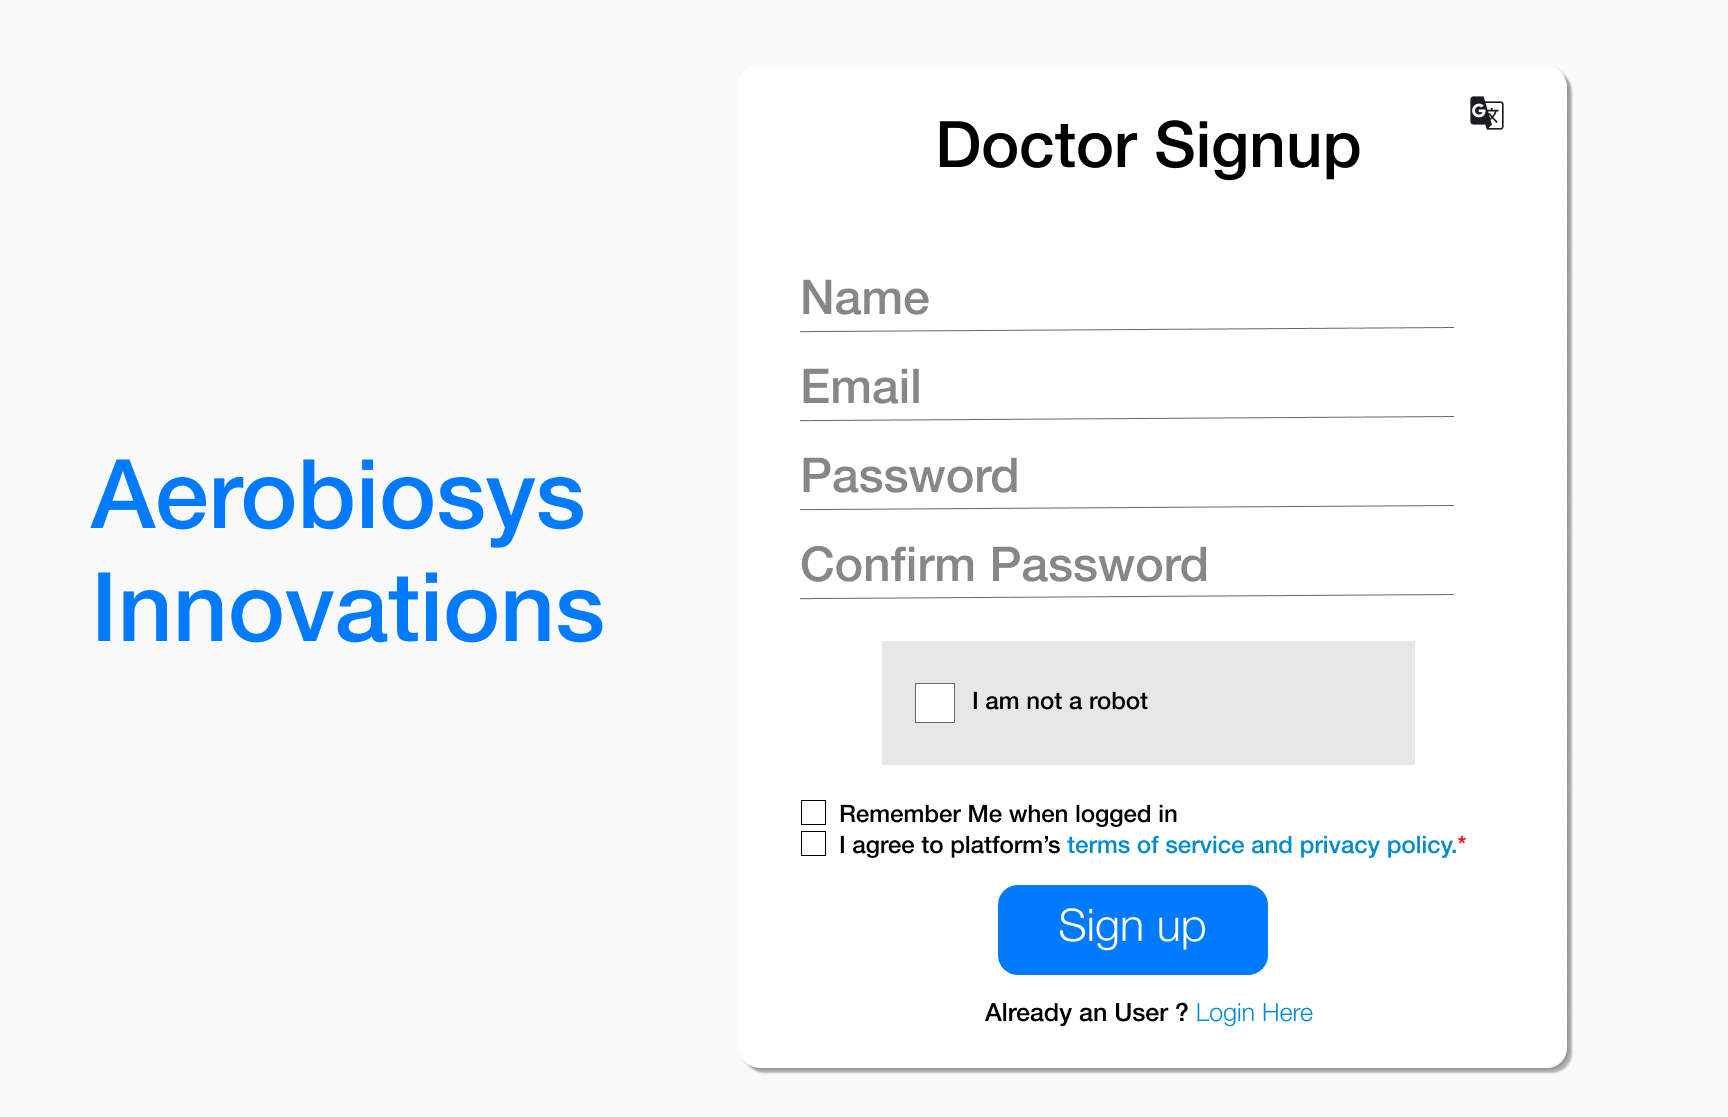 Aerobiosys
Innovations
Doctor Signup
Name
Email
Password
Confirm Password
I am not a robot
Remember Me when logged in
I agree to platform’s terms of service and privacy policy.*
Sign up
Already an User ? Login Here